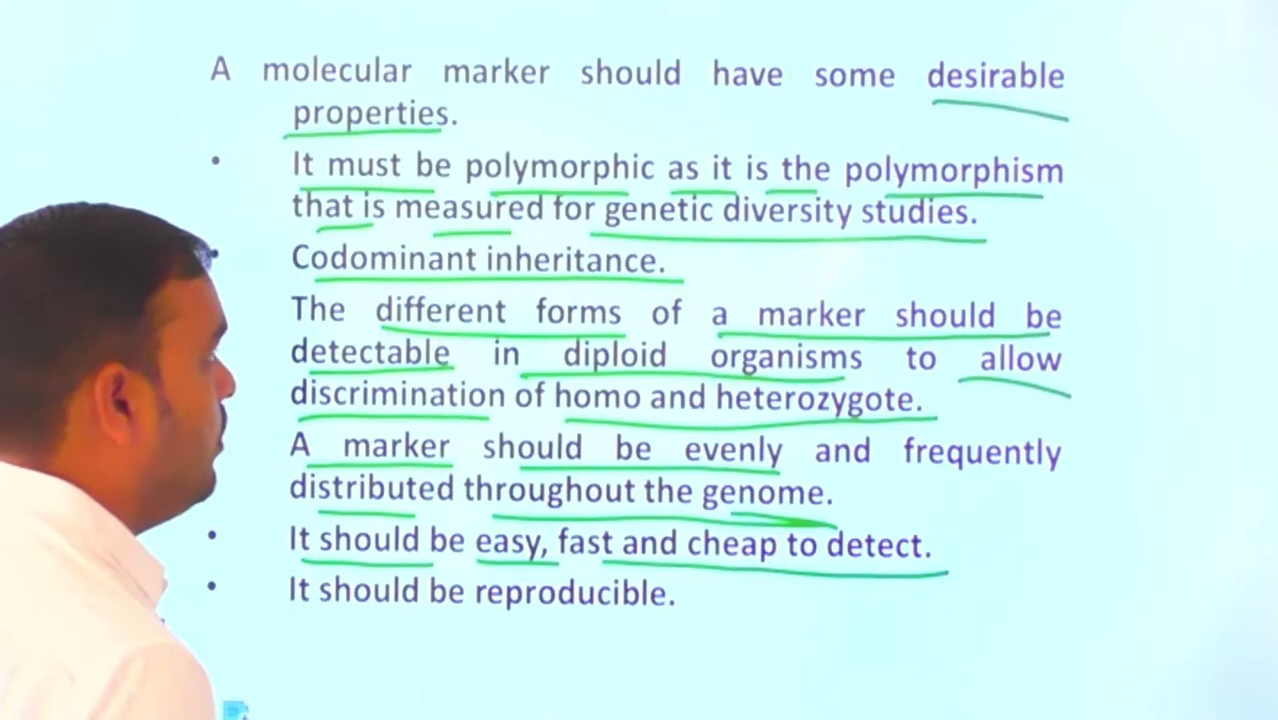 A molecular marker should have some desirable
properties.
• It must be polymorphic as it is the polymorphism
that is measured for genetic diversity studies.
Codominant inheritance.
The different forms of a marker should be
detectable in diploid organisms to allow
discrimination of homo and heterozygote.
A marker should be evenly and frequently
distributed throughout the genome.
• It should be easy, fast and cheap to detect.
• It should be reproducible.